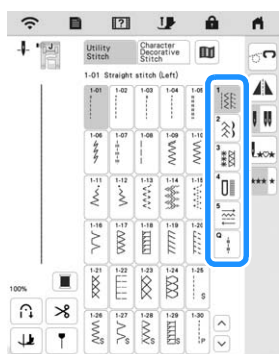 ?
J
Utility
Stitch
Character
Decorative
Stitch
1-01 Straight stitch (Left)
1-01 1-02 1-03 1-04 1-05
1
1-06 1-07 1-08 1-09 1-10
2
1-11 1-12 1-13 1-14 1-15
3
1-16 1-17 1-18 1-19 1-20
4
1-21 1-22 1-23 1-24 1-25
5
S
Q
100%
1-26 1-27 1-28 1-29 1-30
S S S S P